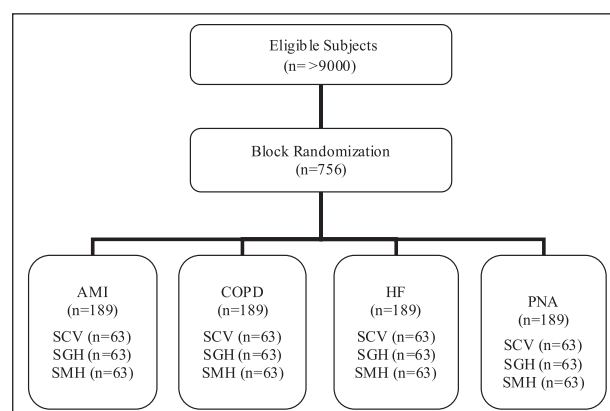 Eligible Subjects
(n= >9000)
Block Randomization
(n=756)
AMI
(n=189)
SCV (n=63)
SGH (n=63)
SMH (n=63)
COPD
(n=189)
SCV (n=63)
SGH (n=63)
SMH (n=63)
HF
(n=189)
SCV (n=63)
SGH (n=63)
SMH (n=63)
PNA
(n=189)
SCV (n=63)
SGH (n=63)
SMH (n=63)